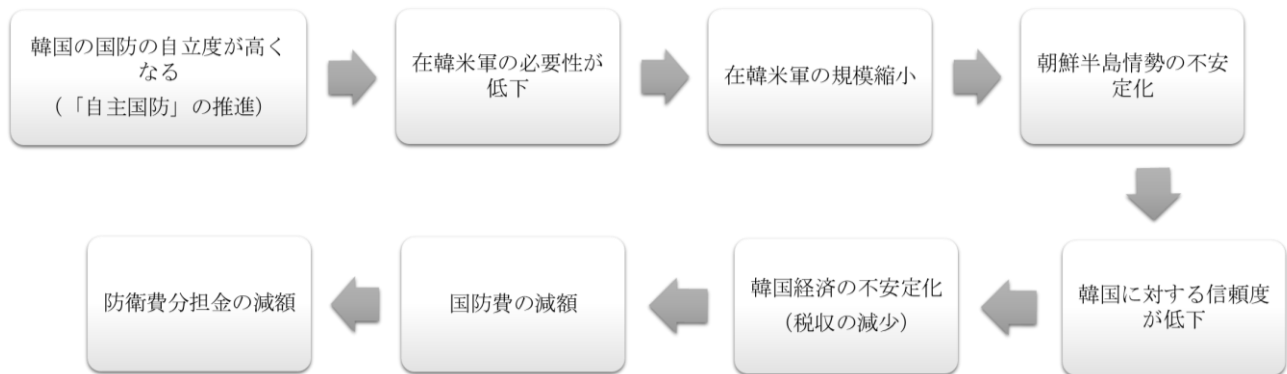 韓国の国防の自立度が高く
なる
(「自主国防」の推進)
在韓米軍の必要性が
低下
在韓米軍の規模縮小
朝鮮半島情勢の不安
定化
韓国に対する信頼度
が低下
韓国経済の不安定化
(税収の減少)
国防費の減額
防衛費分担金の減額